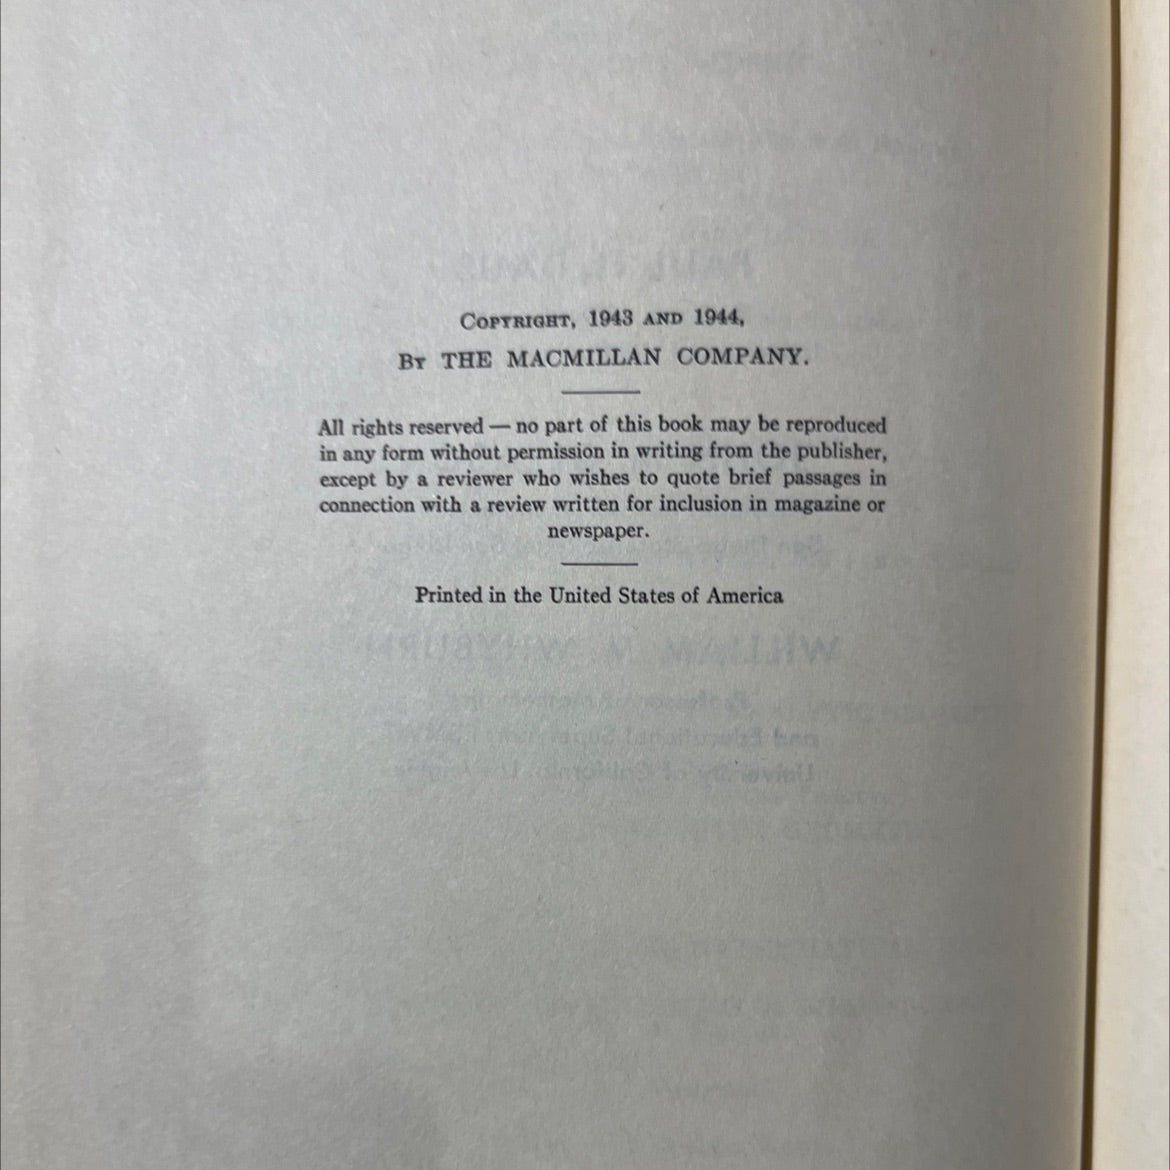 Copyright, 1943 and 1944,
By THE MACMILLAN COMPANY.
All rights reserved — no part of this book may be reproduced
in any form without permission in writing from the publisher,
except by a reviewer who wishes to quote brief passages in
connection with a review written for inclusion in magazine or
newspaper.
Printed in the United States of America